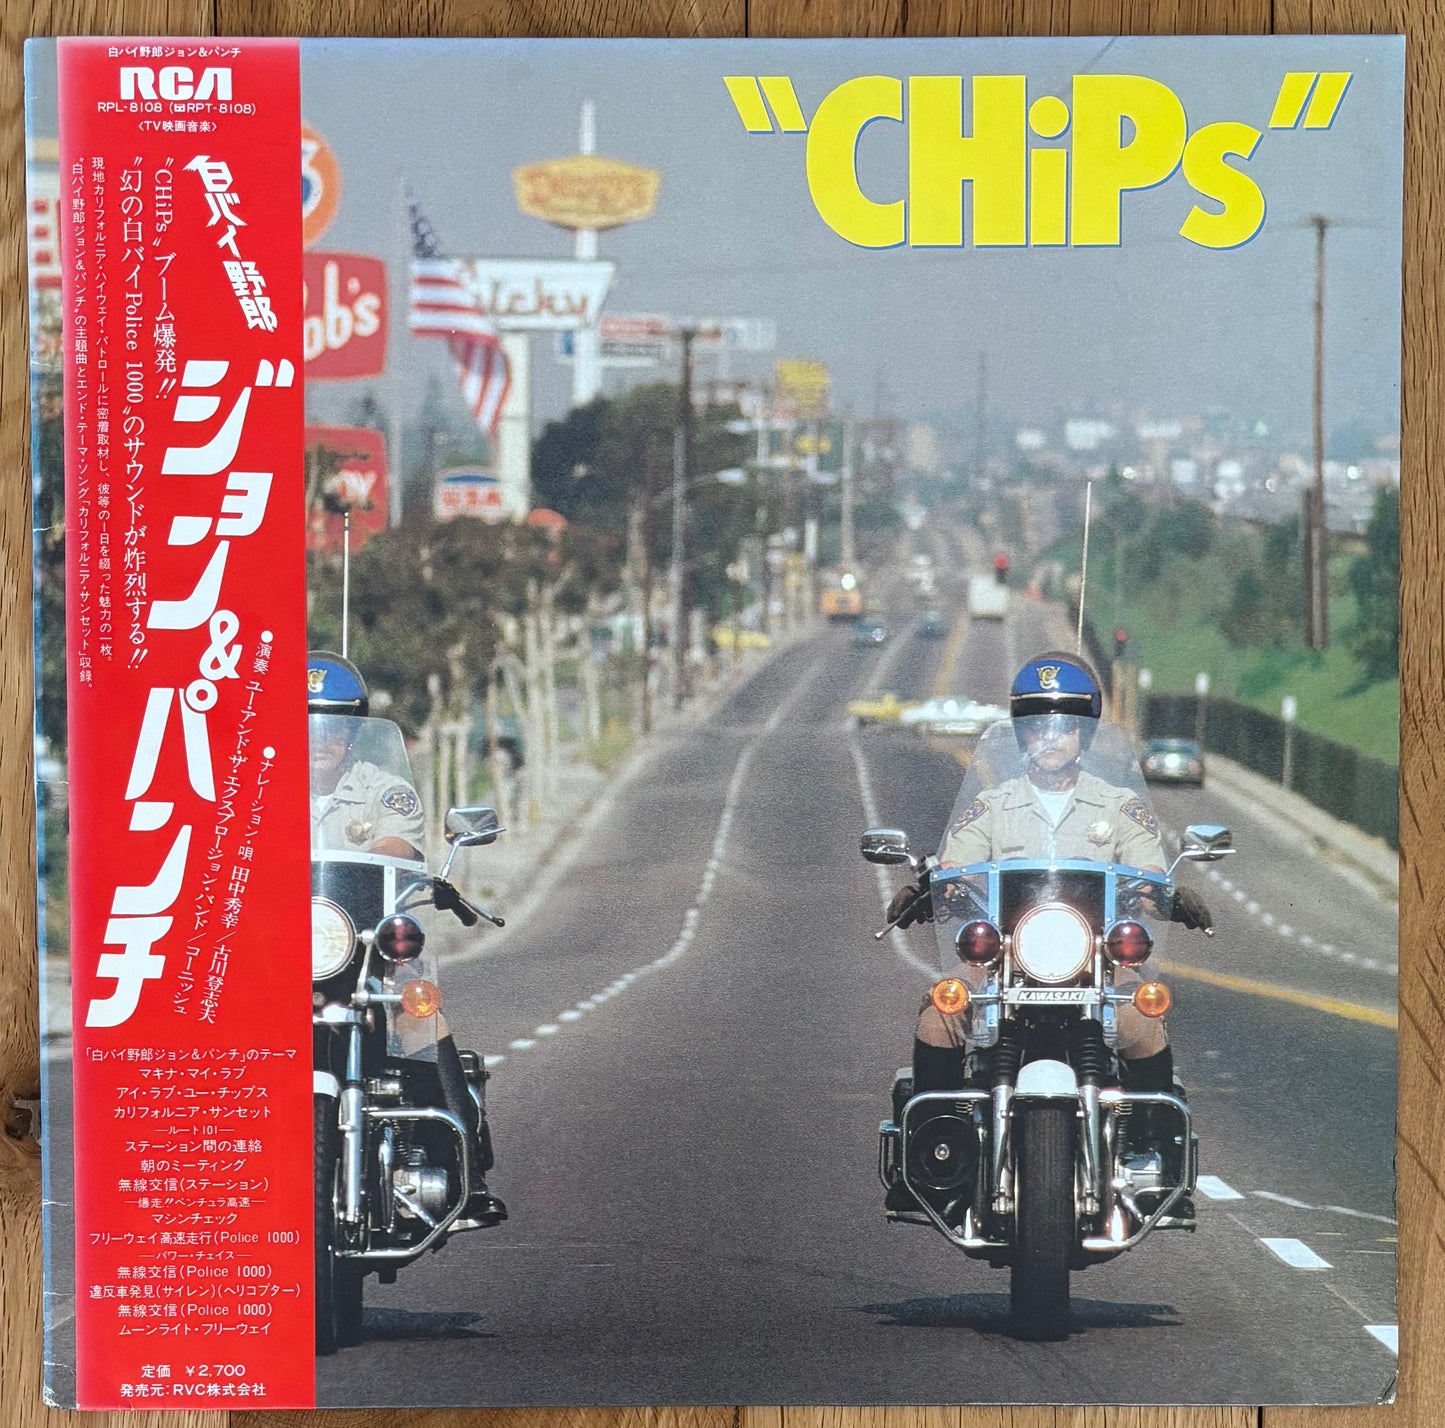 白バイ野郎ジョン&パンチ
RCA
RPL-8108 (RPT-8108)
〈TV映画音楽〉
白バイ野郎
ジョン&パンチ
“CHiPs”ブーム爆発!!
“幻の白バイPolice 1000”のサウンドが炸烈する!!
現地カリフォルニア・ハイウェイ・パトロールに密着取材し、彼等の一日を綴った魅力の一枚。
“白バイ野郎ジョン&パンチ”の主題曲とエンド・テーマ・ソング「カリフォルニア・サンセット」収録。
●演奏 ユー・アンド・ザ・エクスプロージョン・バンド/コーニッシュ
●ナレーション・唄 田中秀幸/古川登志夫
「白バイ野郎ジョン&パンチ」のテーマ
マキナ・マイ・ラブ
アイ・ラブ・ユー・チップス
カリフォルニア・サンセット
—ルート101—
ステーション間の連絡
朝のミーティング
無線交信(ステーション)
—爆走!!ベンチュラ高速—
マシンチェック
フリーウェイ高速走行(Police 1000)
—パワー・チェイス—
無線交信(Police 1000)
違反車発見(サイレン)(ヘリコプター)
無線交信(Police 1000)
ムーンライト・フリーウェイ
定価 ¥2,700
発売元:RVC株式会社
“CHiPs”
Denny's
ob's
icky
USA
KAWASAKI